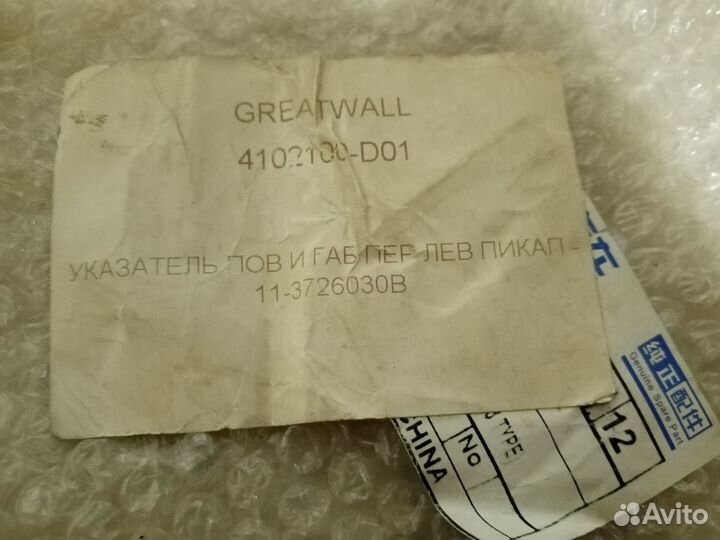 GREATWALL
4102100-D01
УКАЗАТЕЛЬ ПОВ И ГАБ ПЕР ЛЕВ ПИКАП -
11-3726030В
纯正配件
Genuine Spare Part
12
TYPE
No
CHINA
Avito